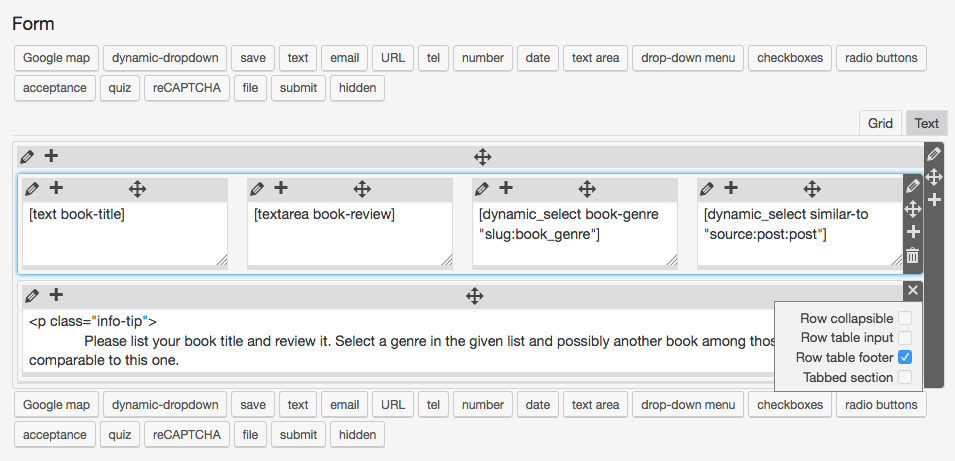 Form
Google map dynamic-dropdown save text email URL tel number date text area drop-down menu checkboxes radio buttons
acceptance quiz reCAPTCHA file submit hidden
Grid Text
[text book-title] [textarea book-review] [dynamic_select book-genre [dynamic_select similar-to
"slug:book_genre"] "source:post:post"]
<p class="info-tip">
Row collapsible
Please list your book title and review it. Select a genre in the given list and possibly another book among thos
Row table input
comparable to this one.
Row table footer
Tabbed section
Google map dynamic-dropdown save text email URL tel number date text area drop-down menu checkboxes radio buttons
acceptance quiz reCAPTCHA file submit hidden